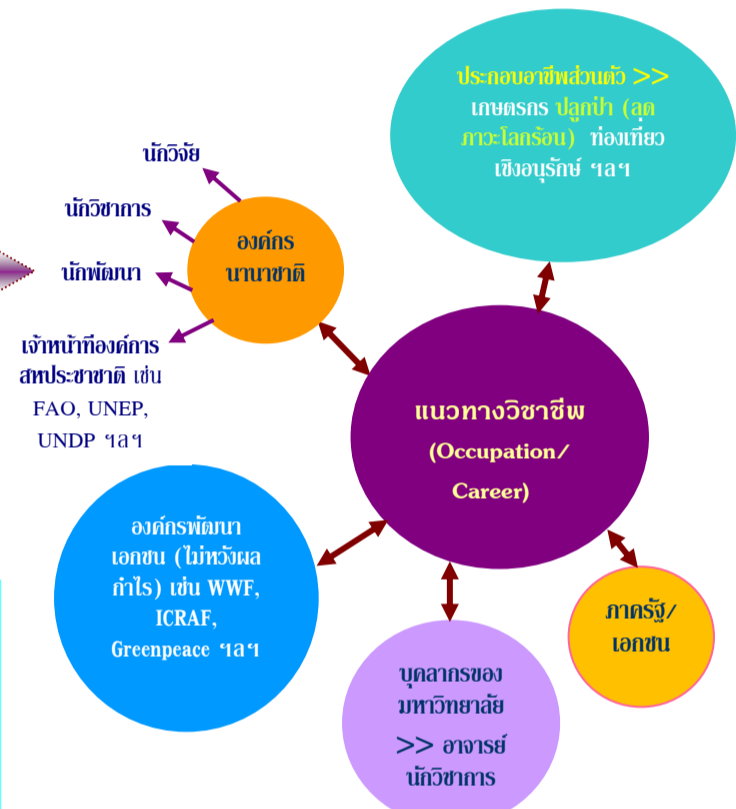 ประกอบอาชีพส่วนตัว >>
เกษตรกร ปลูกป่า (ลด
ภาวะโลกร้อน) ท่องเที่ยว
เชิงอนุรักษ์ ฯลฯ
นักวิจัย
นักวิชาการ
นักพัฒนา
เจ้าหน้าที่องค์การ
สหประชาชาติ เช่น
FAO, UNEP,
UNDP ฯลฯ
องค์กร
นานาชาติ
แนวทางวิชาชีพ
(Occupation/
Career)
องค์กรพัฒนา
เอกชน (ไม่หวังผล
กำไร) เช่น WWF,
ICRAF,
Greenpeace ฯลฯ
บุคลากรของ
มหาวิทยาลัย
>> อาจารย์
นักวิชาการ
ภาครัฐ/
เอกชน